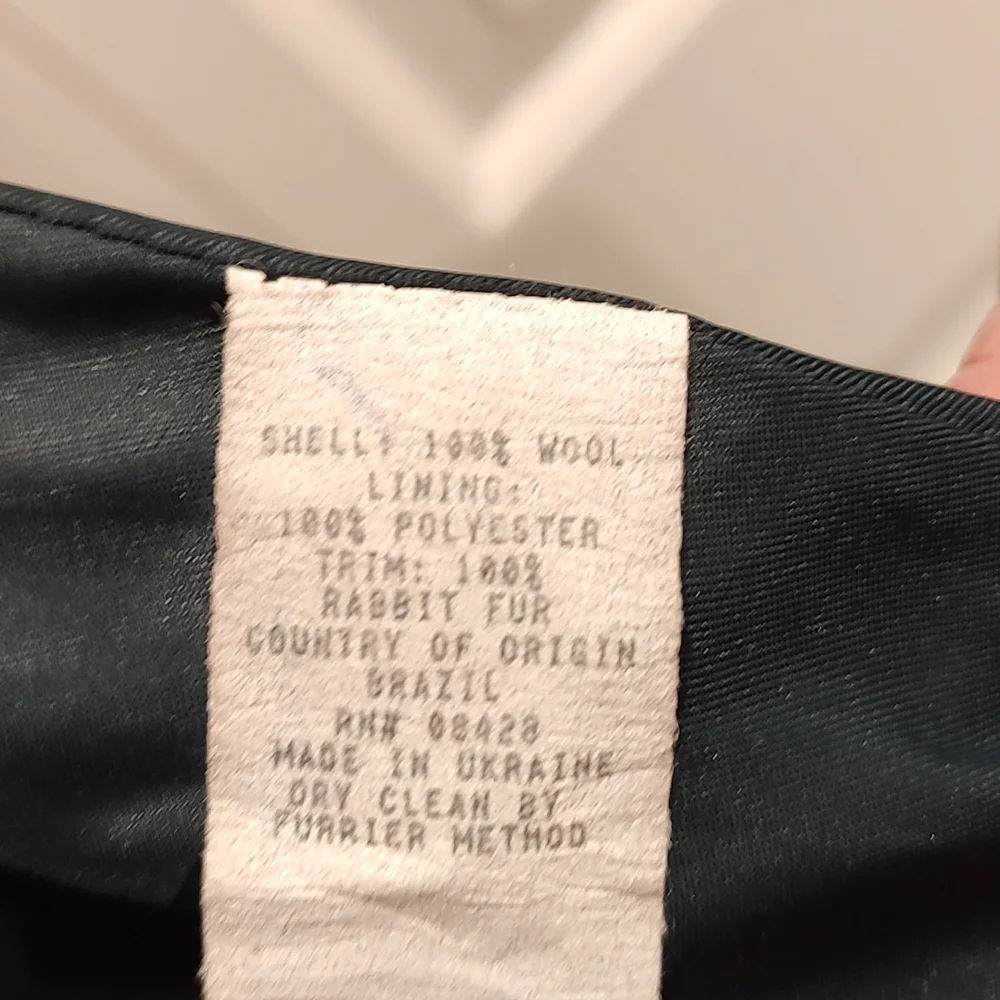 SHELL: 100% WOOL
LINING:
100% POLYESTER
TRIM: 100%
RABBIT FUR
COUNTRY OF ORIGIN
BRAZIL
RN# 08428
MADE IN UKRAINE
DRY CLEAN BY
FURRIER METHOD